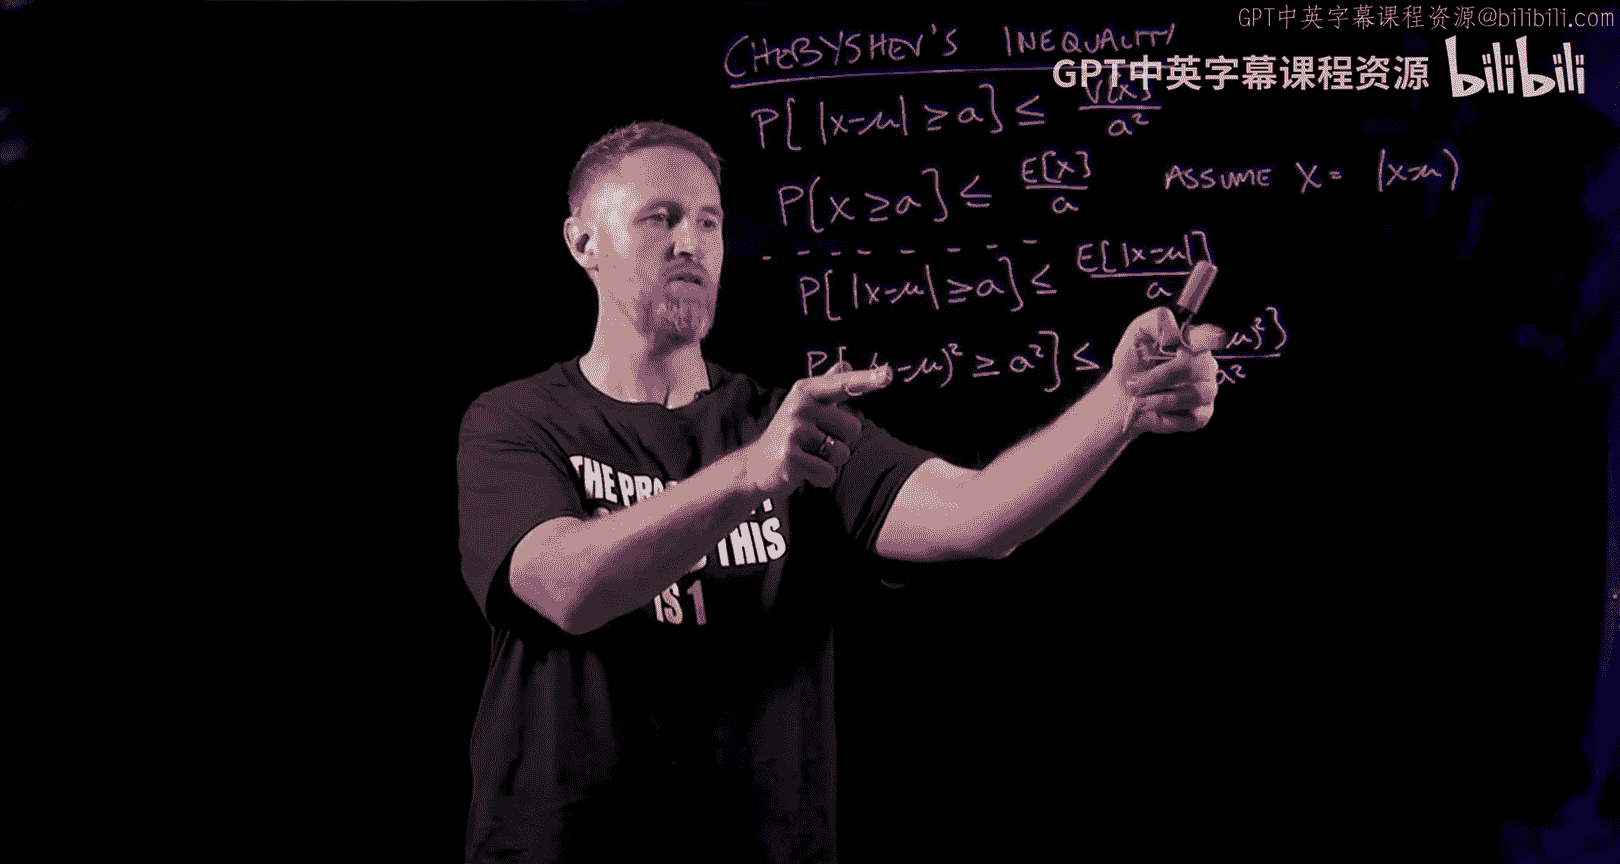 GPT中英字幕课程资源@bilibili.com
CHEBYSHEV'S INEQUALITY
GPT中英字幕课程资源 bilibili
P[ |x-μ| ≥ a ] ≤ V[x] / a²
P[ x ≥ a ] ≤ E[x] / a ASSUME X = |x-μ|
P[ |x-μ| ≥ a ] ≤ E[|x-μ|] / a
P[ -μ)² ≥ a² ] ≤ μ)²] / a²
THE
THIS
IS 1